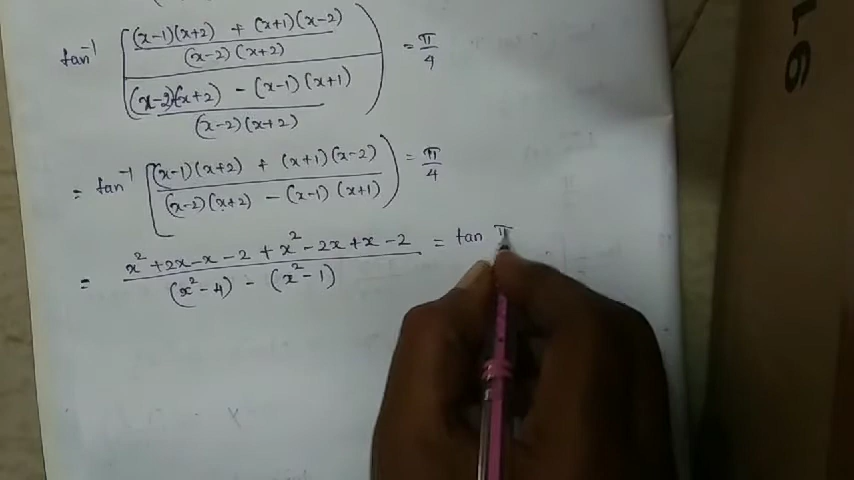 tan⁻¹ [ ((x-1)(x+2) + (x+1)(x-2)) / ((x-2)(x+2)) / ((x-2)(x+2) - (x-1)(x+1)) / ((x-2)(x+2)) ] = π/4
= tan⁻¹ [ ((x-1)(x+2) + (x+1)(x-2)) / ((x-2)(x+2) - (x-1)(x+1)) ] = π/4
= (x² + 2x - x - 2 + x² - 2x + x - 2) / ((x² - 4) - (x² - 1)) = tan π